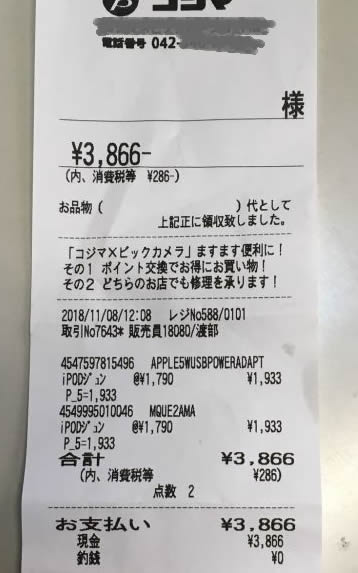 コジマ
電話番号 042-
様
¥3,866-
(内、消費税等 ¥286-)
お品物( )代として
上記正に領収致しました。
「コジマ×ビックカメラ」ますます便利に!
その1 ポイント交換でお得にお買い物!
その2 どちらのお店でも修理を承ります!
2018/11/08/12:08 レジNo588/0101
取引No7643* 販売員18080/渡部
4547597815496 APPLE5WUSBPOWERADAPT
iPODジュン @¥1,790 ¥1,933
P_5=1,933
4549995010046 MQUE2AMA
iPODジュン @¥1,790 ¥1,933
P_5=1,933
合計 ¥3,866
(内、消費税等 ¥286)
点数 2
お支払い ¥3,866
現金 ¥3,866
釣銭 ¥0